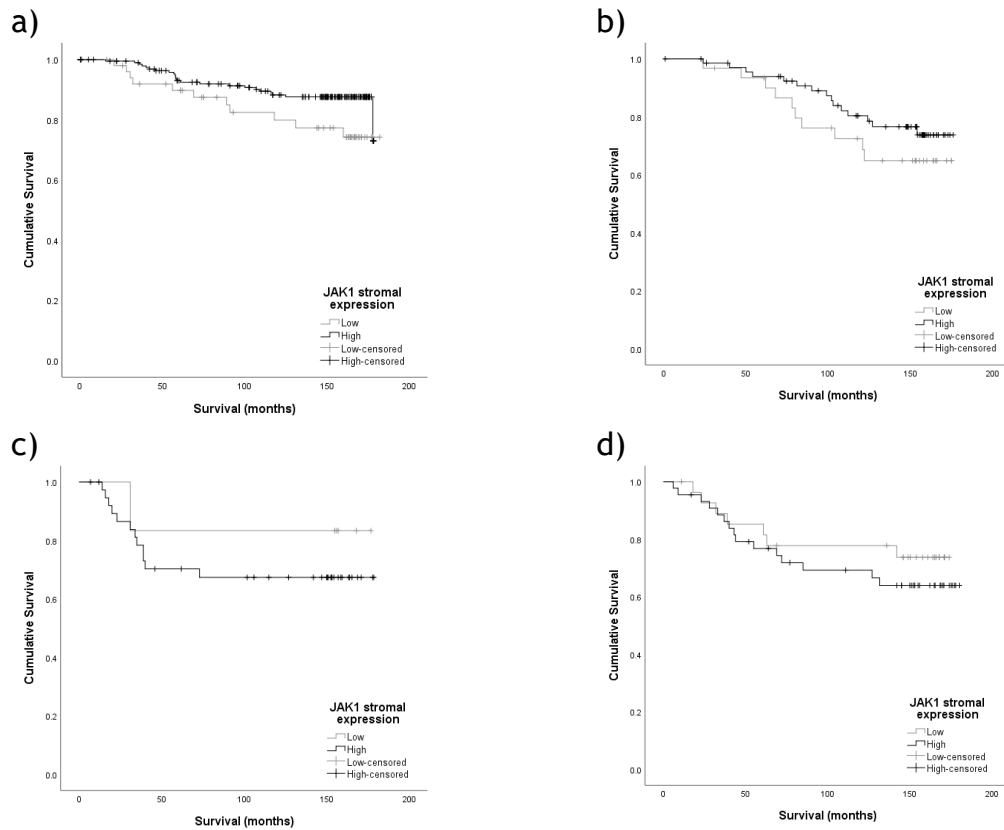 a)
1.0
0.8
0.6
0.4
0.2
0.0
Cumulative Survival
JAK1 stromal
expression
Low
High
Low-censored
High-censored
0 50 100 150 200
Survival (months)
b)
1.0
0.8
0.6
0.4
0.2
0.0
Cumulative Survival
JAK1 stromal
expression
Low
High
Low-censored
High-censored
0 50 100 150 200
Survival (months)
c)
1.0
0.8
0.6
0.4
0.2
0.0
Cumulative Survival
JAK1 stromal
expression
Low
High
Low-censored
High-censored
0 50 100 150 200
Survival (months)
d)
1.0
0.8
0.6
0.4
0.2
0.0
Cumulative Survival
JAK1 stromal
expression
Low
High
Low-censored
High-censored
0 50 100 150 200
Survival (months)